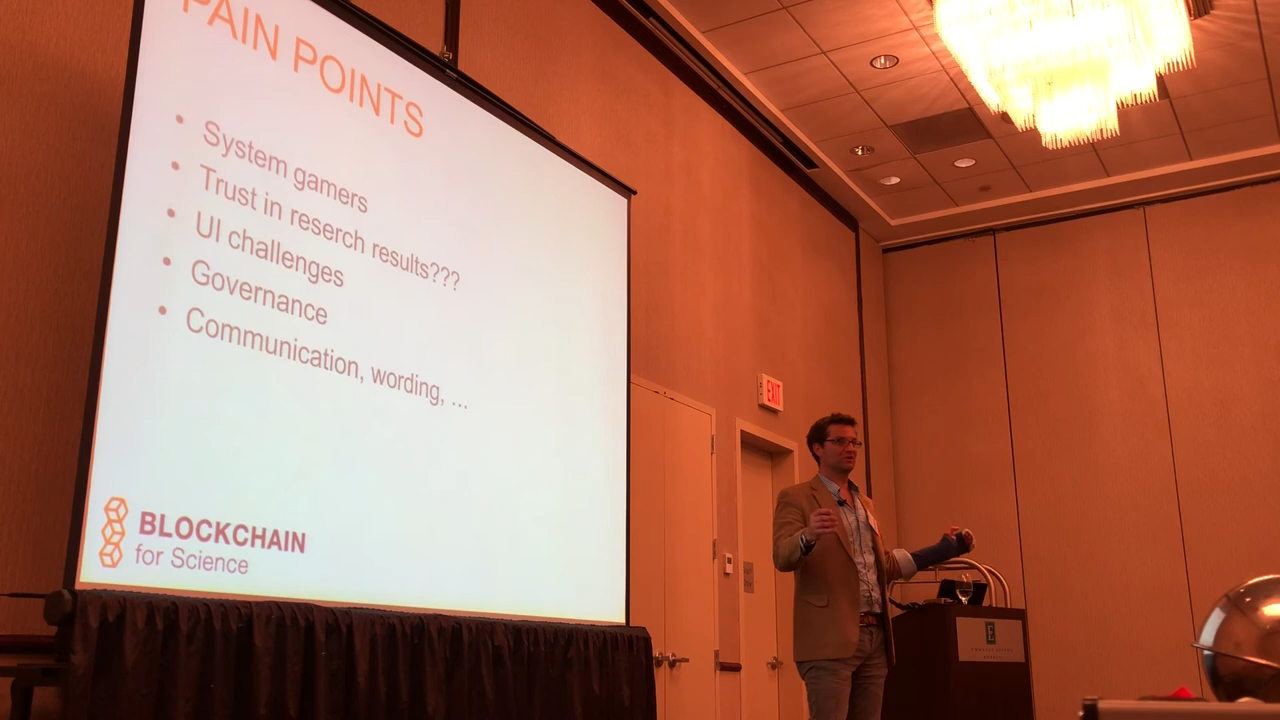 PAIN POINTS
• System gamers
• Trust in reserch results???
• UI challenges
• Governance
• Communication, wording, ...
BLOCKCHAIN
for Science
EXIT
E